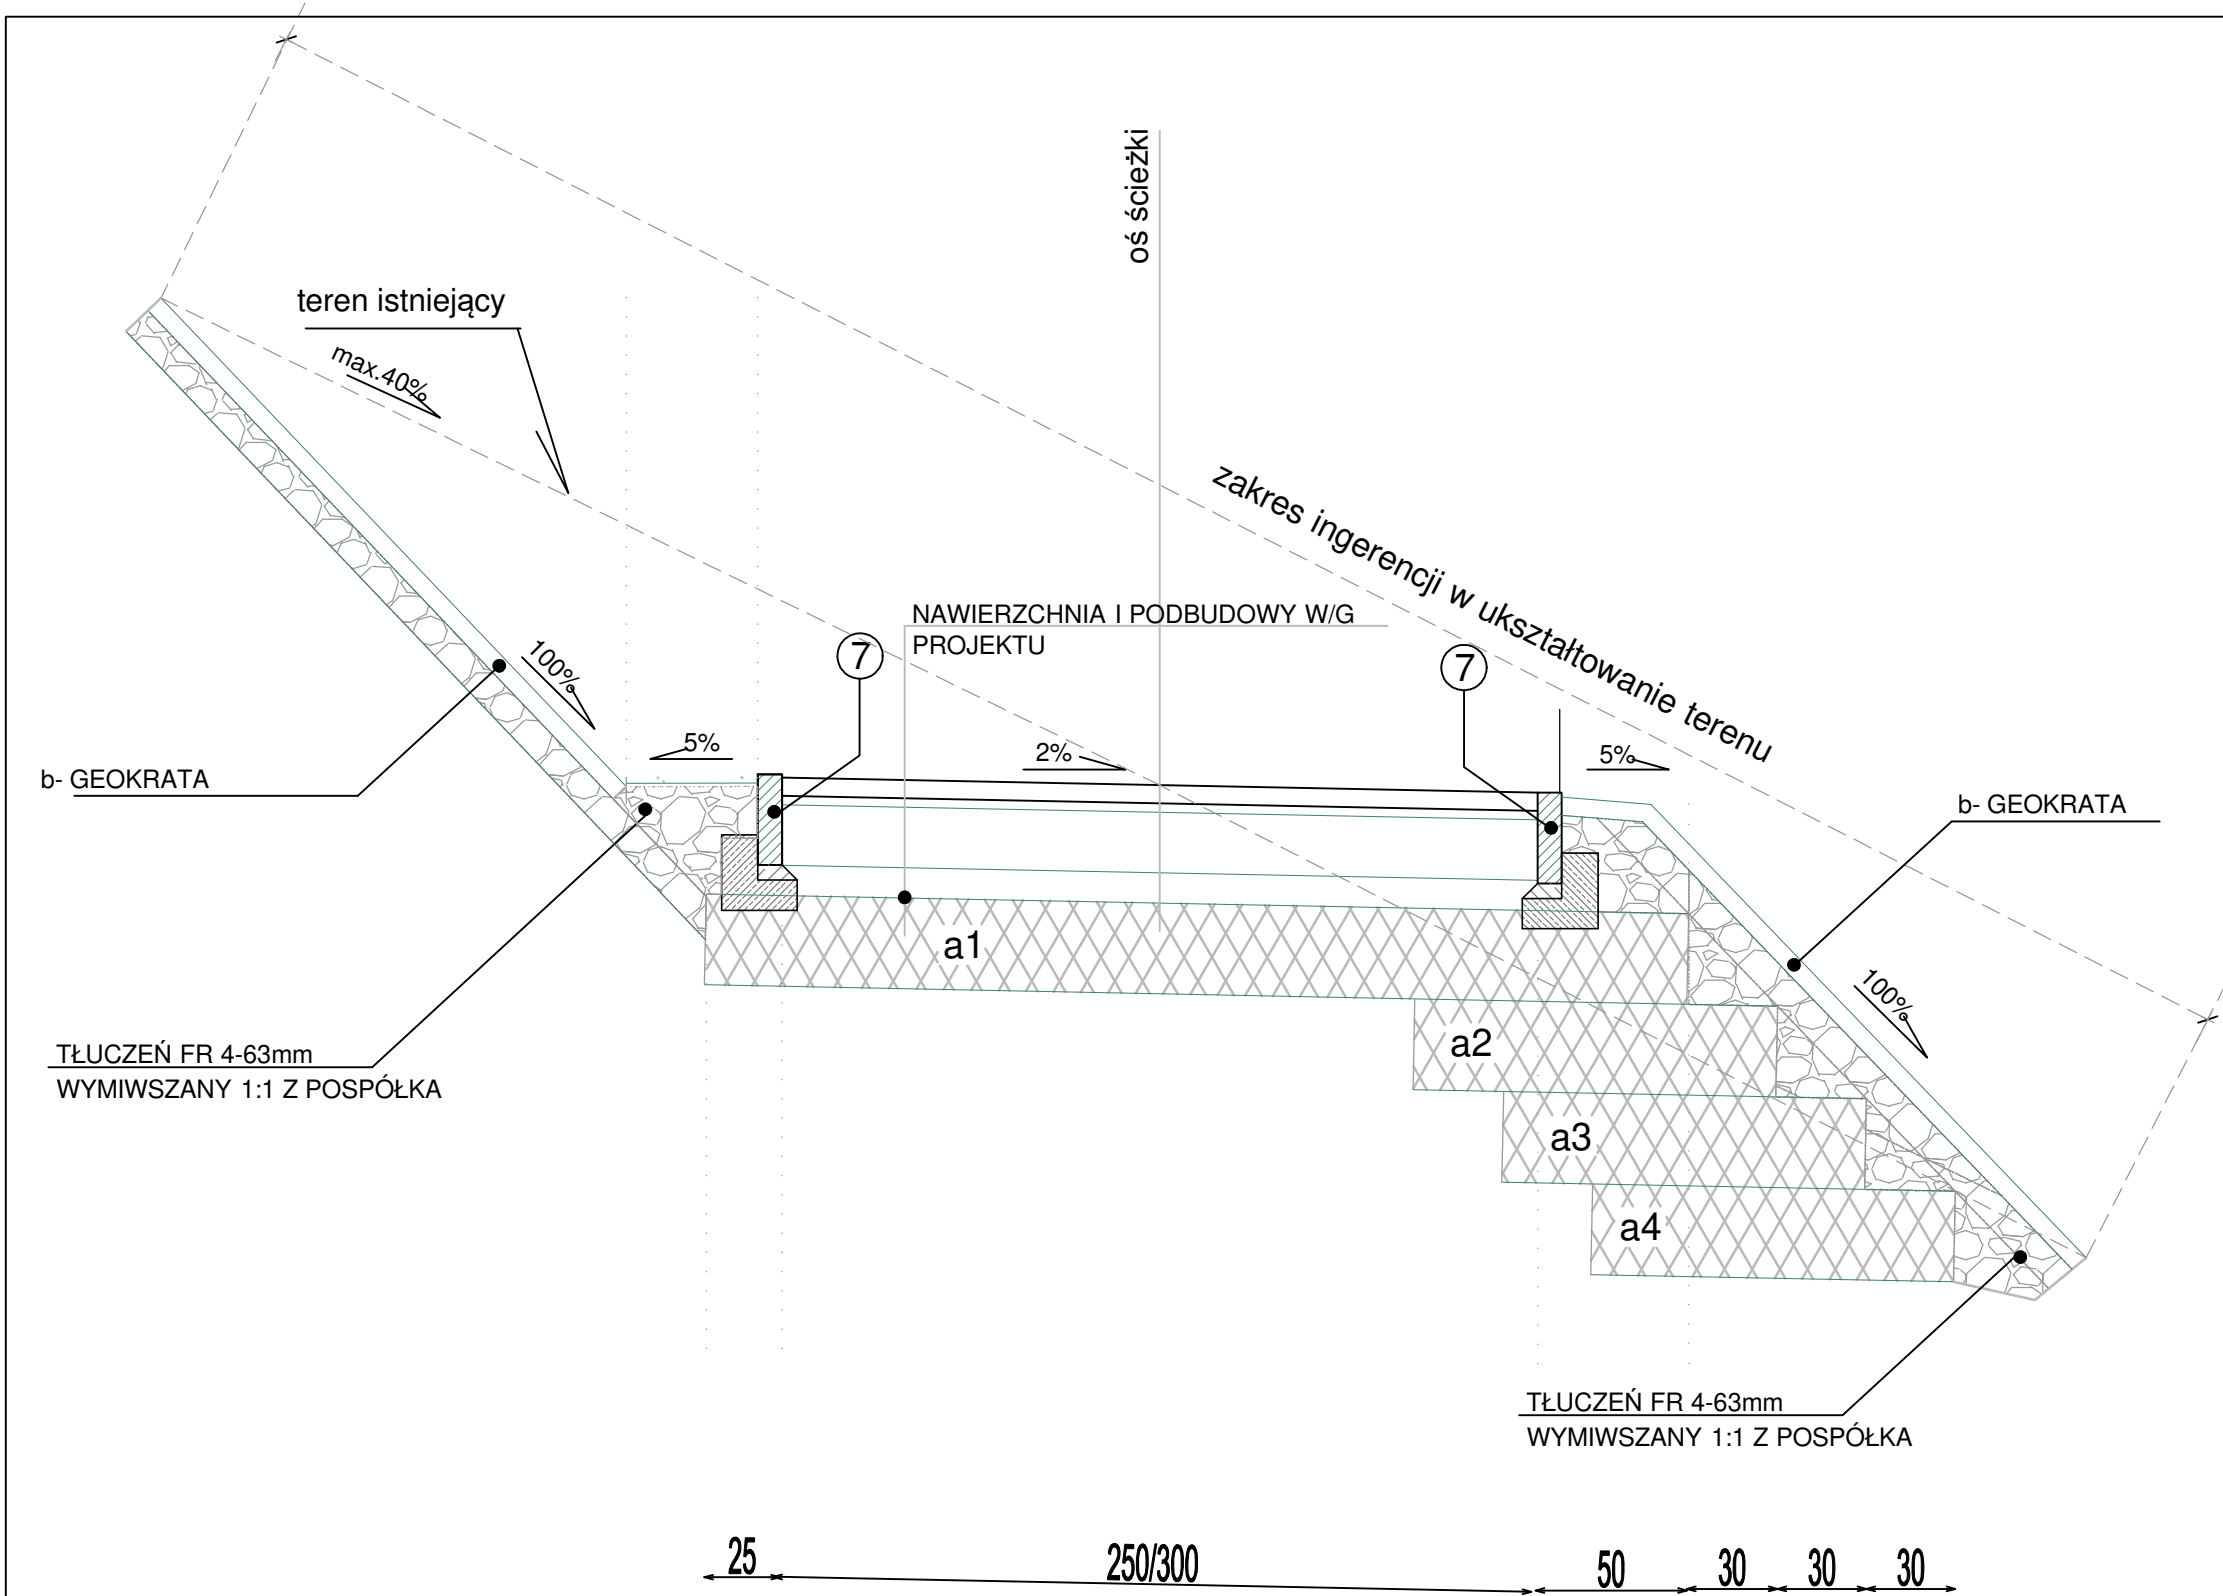 oś ścieżki
teren istniejący
max.40%
zakres ingerencji w ukształtowanie terenu
NAWIERZCHNIA I PODBUDOWY W/G
PROJEKTU
7
7
100%
5%
2%
5%
b- GEOKRATA
b- GEOKRATA
a1
100%
a2
TŁUCZEŃ FR 4-63mm
WYMIWSZANY 1:1 Z POSPÓŁKA
a3
a4
TŁUCZEŃ FR 4-63mm
WYMIWSZANY 1:1 Z POSPÓŁKA
25
250/300
50
30
30
30